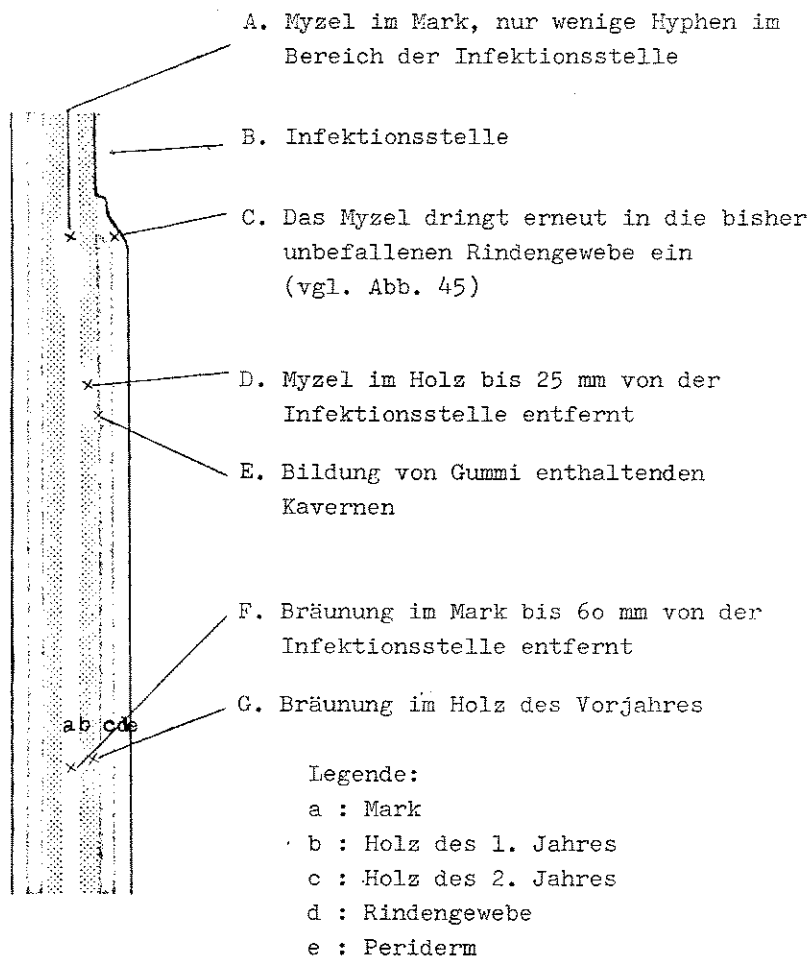 A. Myzel im Mark, nur wenige Hyphen im
Bereich der Infektionsstelle
B. Infektionsstelle
C. Das Myzel dringt erneut in die bisher
unbefallenen Rindengewebe ein
(vgl. Abb. 45)
D. Myzel im Holz bis 25 mm von der
Infektionsstelle entfernt
E. Bildung von Gummi enthaltenden
Kavernen
F. Bräunung im Mark bis 60 mm von der
Infektionsstelle entfernt
G. Bräunung im Holz des Vorjahres
a b c d e
Legende:
a : Mark
b : Holz des 1. Jahres
c : Holz des 2. Jahres
d : Rindengewebe
e : Periderm